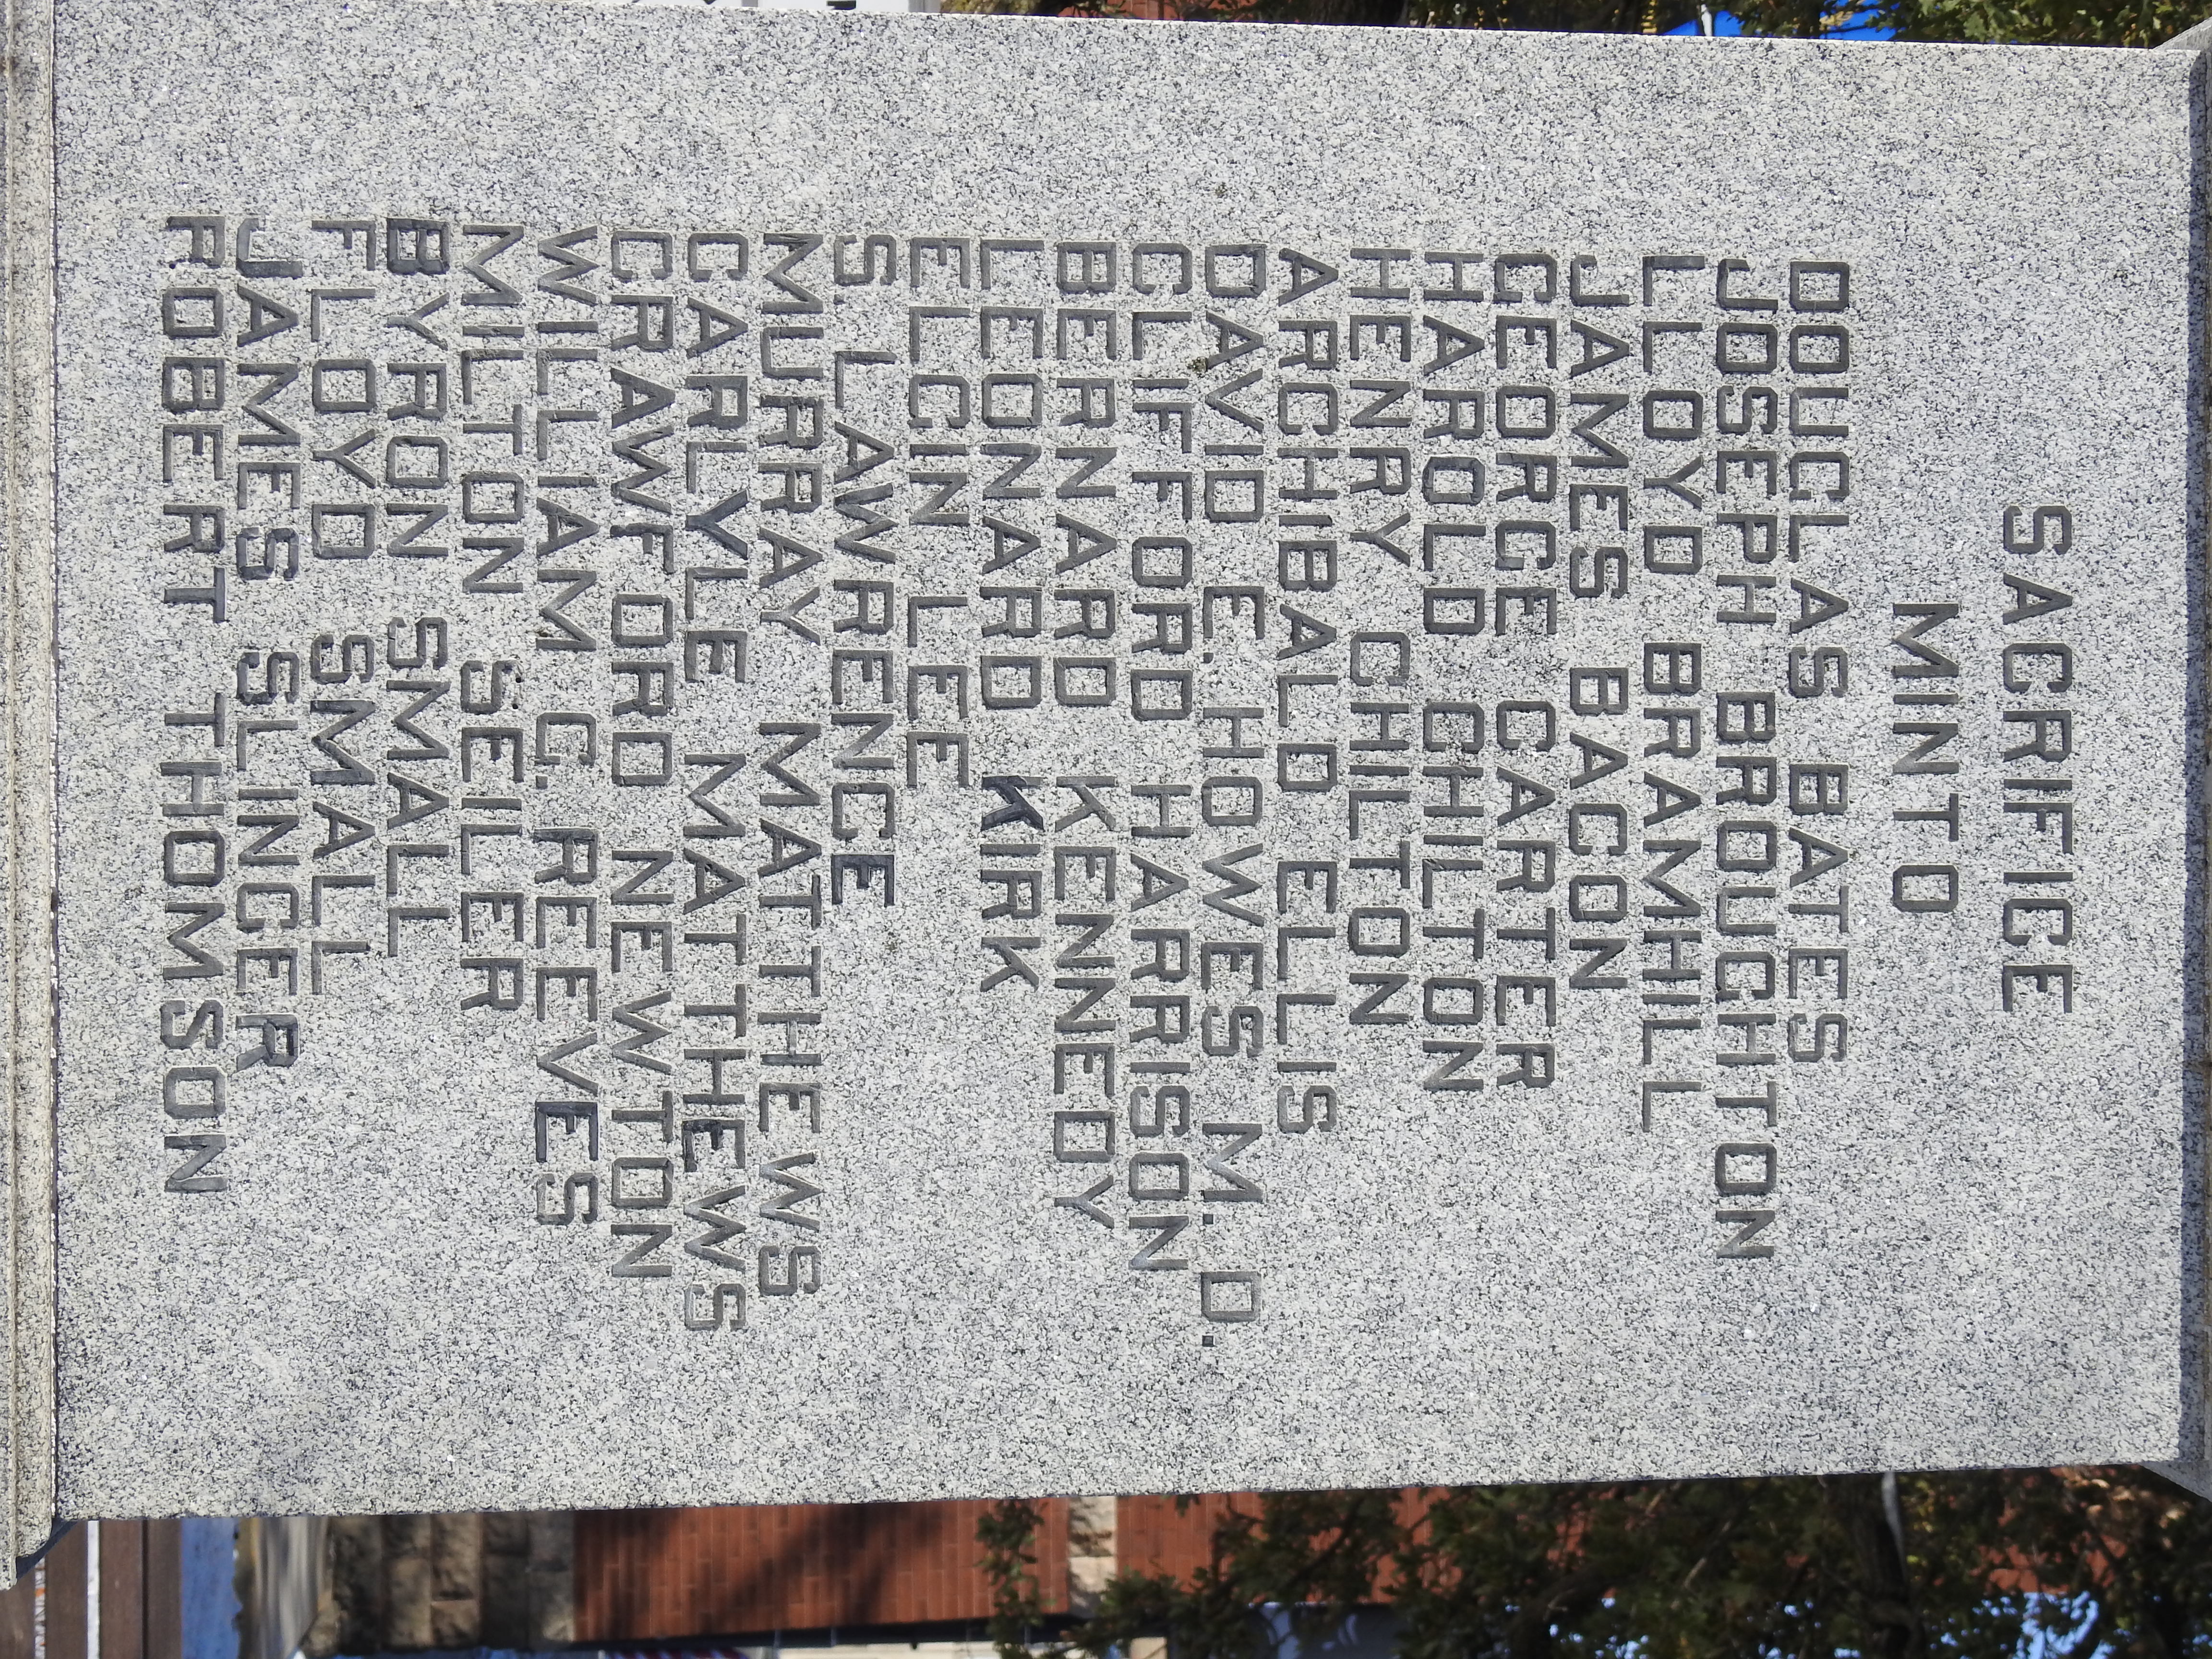 SACRIFICE
MINTO
DOUGLAS BATES
JOSEPH BROUGHTON
LLOYD BRAMHILL
JAMES BACON
GEORGE CARTER
HAROLD CHILTON
HENRY CHILTON
ARCHIBALD ELLIS
DAVID E. HOWES M. D.
CLIFFORD HARRISON
BERNARD KENNEDY
LEONARD KIRK
ELGIN LEE
S. LAWRENCE
MURRAY MATTHEWS
CARLYLE MATTHEWS
CRAWFORD NEWTON
WILLIAM G. REEVES
MILTON SEILER
BYRON SMALL
FLOYD SMALL
JAMES SLINGER
ROBERT THOMSON